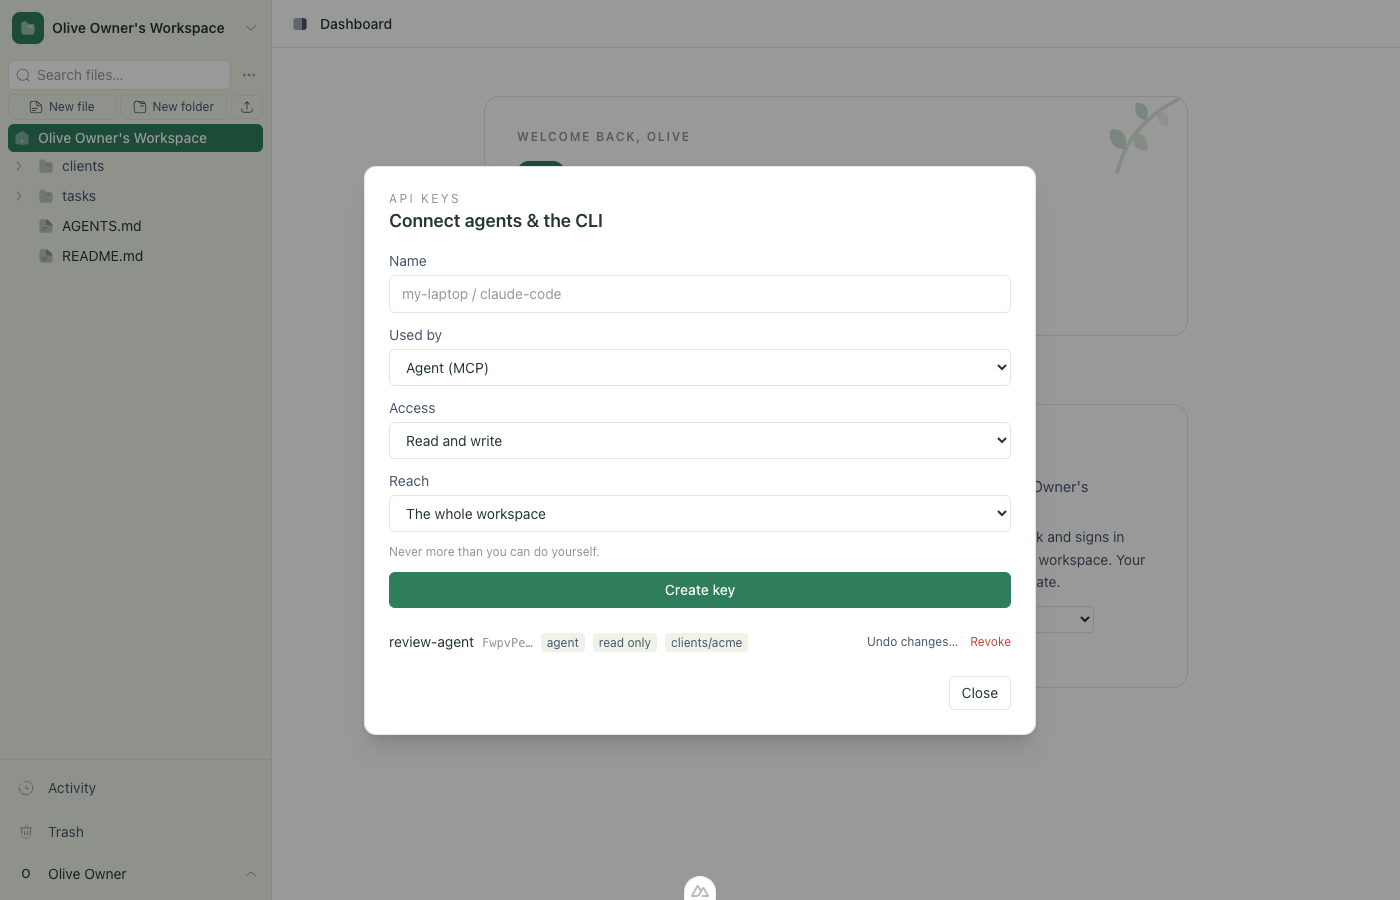 Olive Owner's Workspace
Search files...
New file
New folder
Olive Owner's Workspace
clients
tasks
AGENTS.md
README.md
Activity
Trash
O
Olive Owner
Dashboard
WELCOME BACK, OLIVE
API KEYS
Connect agents & the CLI
Name
my-laptop / claude-code
Used by
Agent (MCP)
Access
Read and write
Reach
The whole workspace
Never more than you can do yourself.
Create key
review-agent FwpvPe… agent read only clients/acme Undo changes... Revoke
Close
Owner's
and signs in
workspace. Your